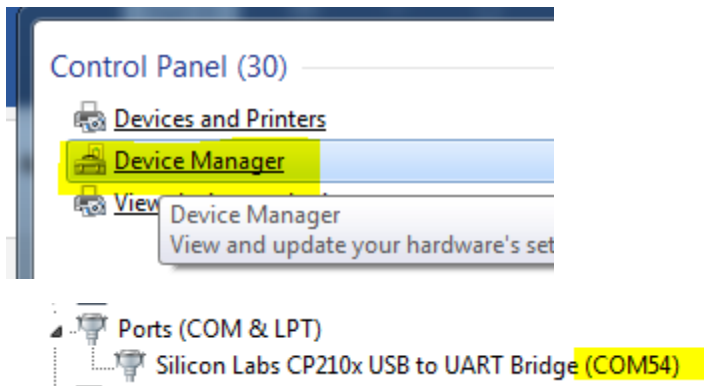 Control Panel (30)
Devices and Printers
Device Manager
View
Device Manager
View and update your hardware's set
Ports (COM & LPT)
Silicon Labs CP210x USB to UART Bridge (COM54)